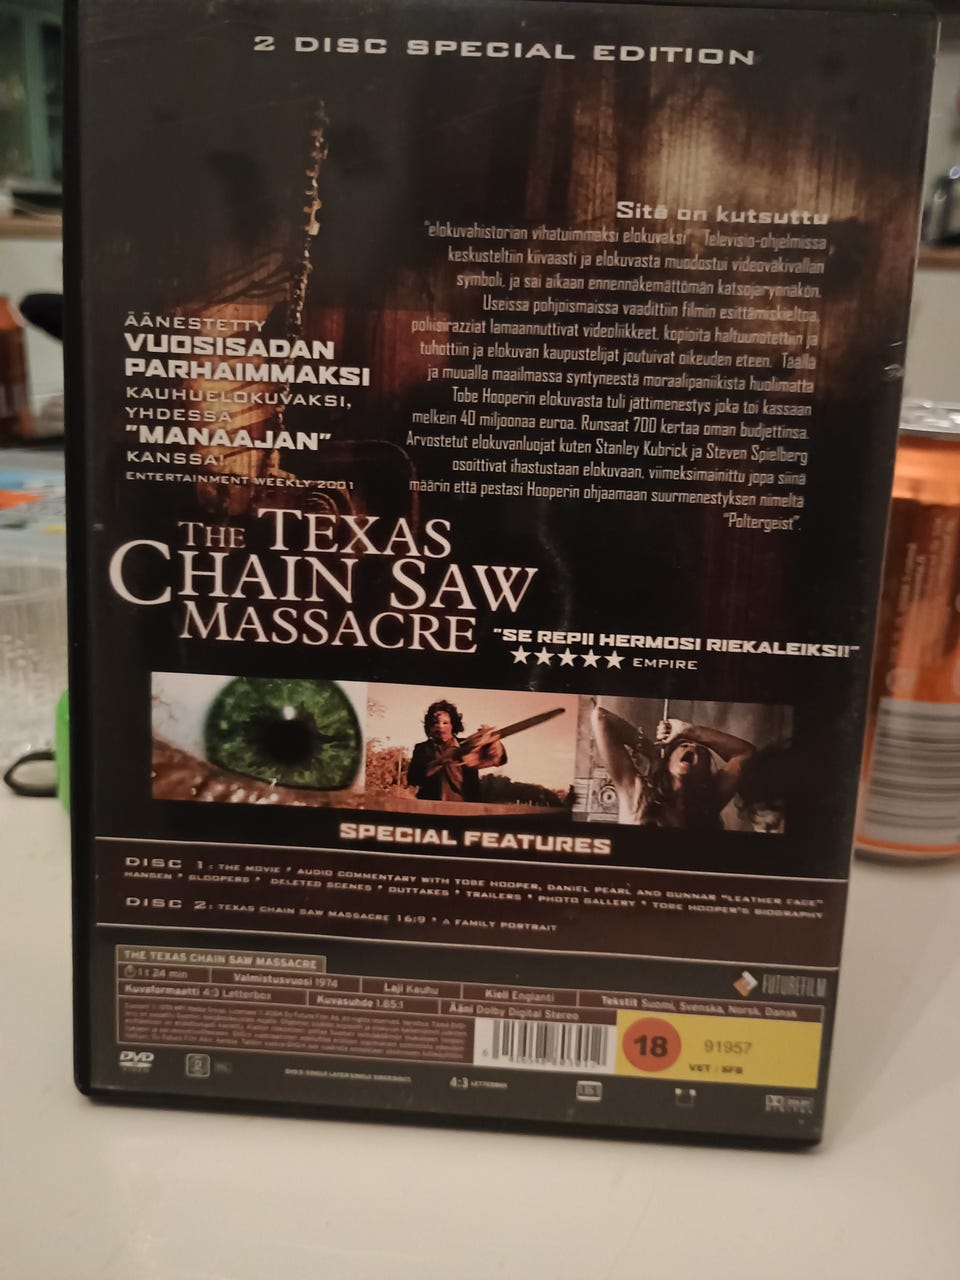 2 DISC SPECIAL EDITION
Sitä on kutsuttu
"elokuvahistorian vihatuimmaksi elokuvaksi". Televisio-ohjelmissa
keskusteltiin kiivaasti ja elokuvasta muodostui videoväkivallan
symboli, ja sai aikaan ennennäkemättömän katsojarynnäkön.
Useissa pohjoismaissa vaadittiin filmin esittämiskieltoa,
poliisirazziat lamaannuttivat videoliikkeet, kopioita haltuunotettiin ja
tuhottiin ja elokuvan kaupustelijat joutuivat oikeuden eteen. Täällä
ja muualla maailmassa syntyneestä moraalipaniikista huolimatta
Tobe Hooperin elokuvasta tuli jättimenestys joka toi kassaan
melkein 40 miljoonaa euroa. Runsaat 700 kertaa oman budjettinsa.
Arvostetut elokuvanluojat kuten Stanley Kubrick ja Steven Spielberg
osoittivat ihastustaan elokuvaan, viimeksimainittu jopa siinä
määrin että pestasi Hooperin ohjaamaan suurmenestyksen nimeltä
"Poltergeist".
ÄÄNESTETTY
VUOSISADAN
PARHAIMMAKSI
KAUHUELOKUVAKSI,
YHDESSÄ
"MANAAJAN"
KANSSA!
ENTERTAINMENT WEEKLY 2001
THE TEXAS
CHAIN SAW
MASSACRE
"SE REPII HERMOSI RIEKALEIKSI!"
★★★★★ EMPIRE
SPECIAL FEATURES
DISC 1: THE MOVIE * AUDIO COMMENTARY WITH TOBE HOOPER, DANIEL PEARL AND GUNNAR "LEATHER FACE"
HANSEN * BLOOPERS * DELETED SCENES * OUTTAKES * TRAILERS * PHOTO GALLERY * TOBE HOOPER'S BIOGRAPHY
DISC 2: TEXAS CHAIN SAW MASSACRE 16:9 * A FAMILY PORTRAIT
THE TEXAS CHAIN SAW MASSACRE
1 t 24 min Valmistusvuosi 1974 Laji Kauhu Kieli Englanti Tekstit Suomi, Svenska, Norsk, Dansk
Kuvaformaatti 4:3 Letterbox Kuvasuhde 1.85:1 Ääni Dolby Digital Stereo
FUTUREFILM
18
91957
VET / SFB
DVD
VIDEO
2
4:3 LETTERBOX
DIGITAL